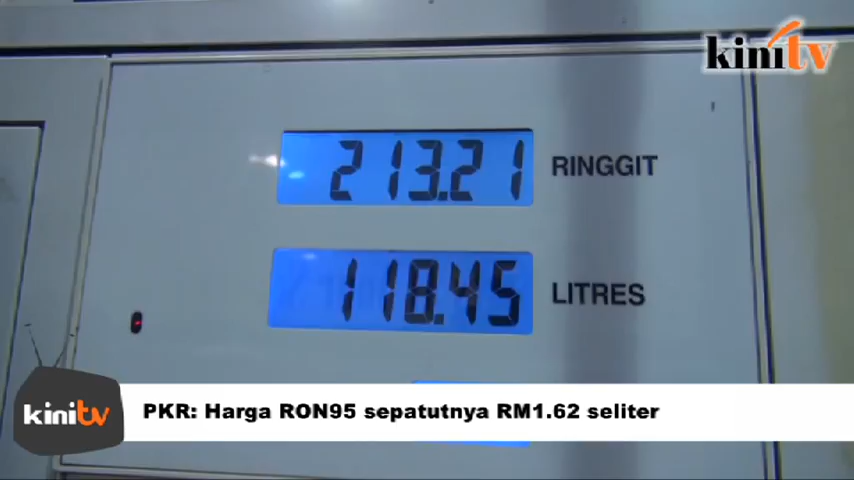 kinitv
213.21 RINGGIT
118.45 LITRES
kinitv
PKR: Harga RON95 sepatutnya RM1.62 seliter